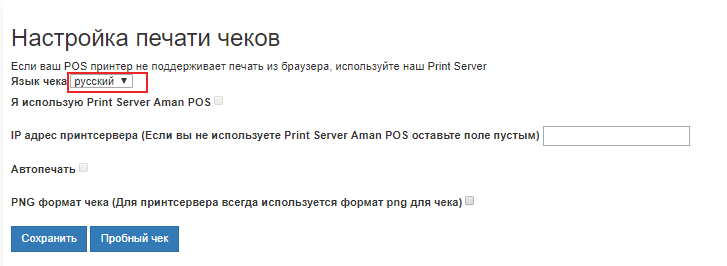 Настройка печати чеков
Если ваш POS принтер не поддерживает печать из браузера, используйте наш Print Server
Язык чека русский
Я использую Print Server Aman POS
IP адрес принтсервера (Если вы не используете Print Server Aman POS оставьте поле пустым)
Автопечать
PNG формат чека (Для принтсервера всегда используется формат png для чека)
Сохранить Пробный чек